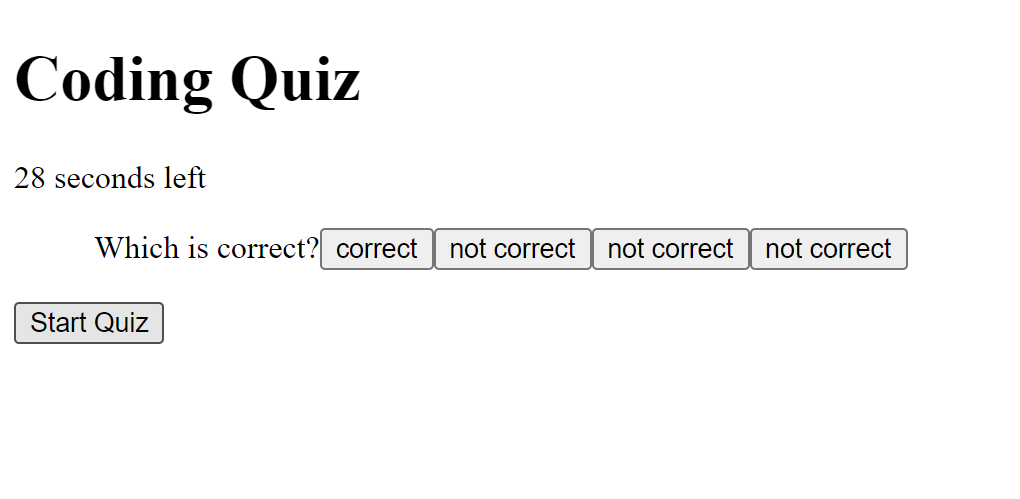 Coding Quiz
28 seconds left
Which is correct? correct not correct not correct not correct
Start Quiz